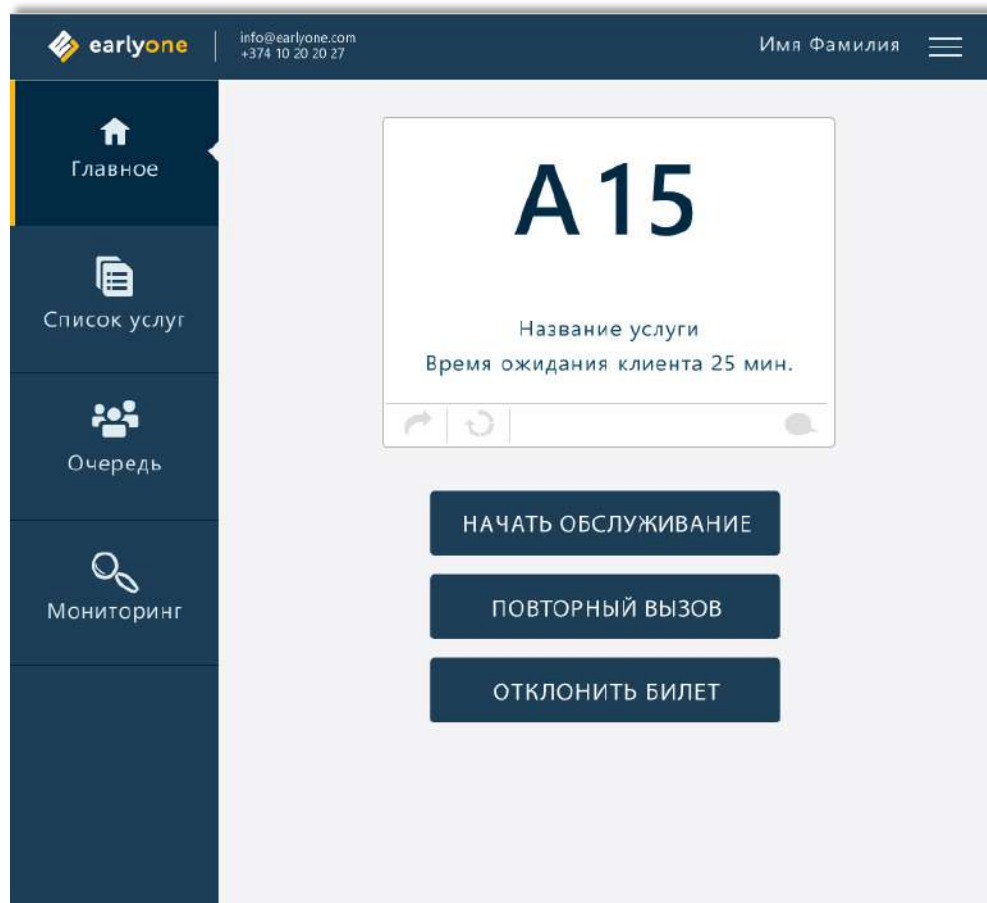 earlyone
info@earlyone.com
+374 10 20 20 27
Имя Фамилия
Главное
Список услуг
Очередь
Мониторинг
A15
Название услуги
Время ожидания клиента 25 мин.
НАЧАТЬ ОБСЛУЖИВАНИЕ
ПОВТОРНЫЙ ВЫЗОВ
ОТКЛОНИТЬ БИЛЕТ